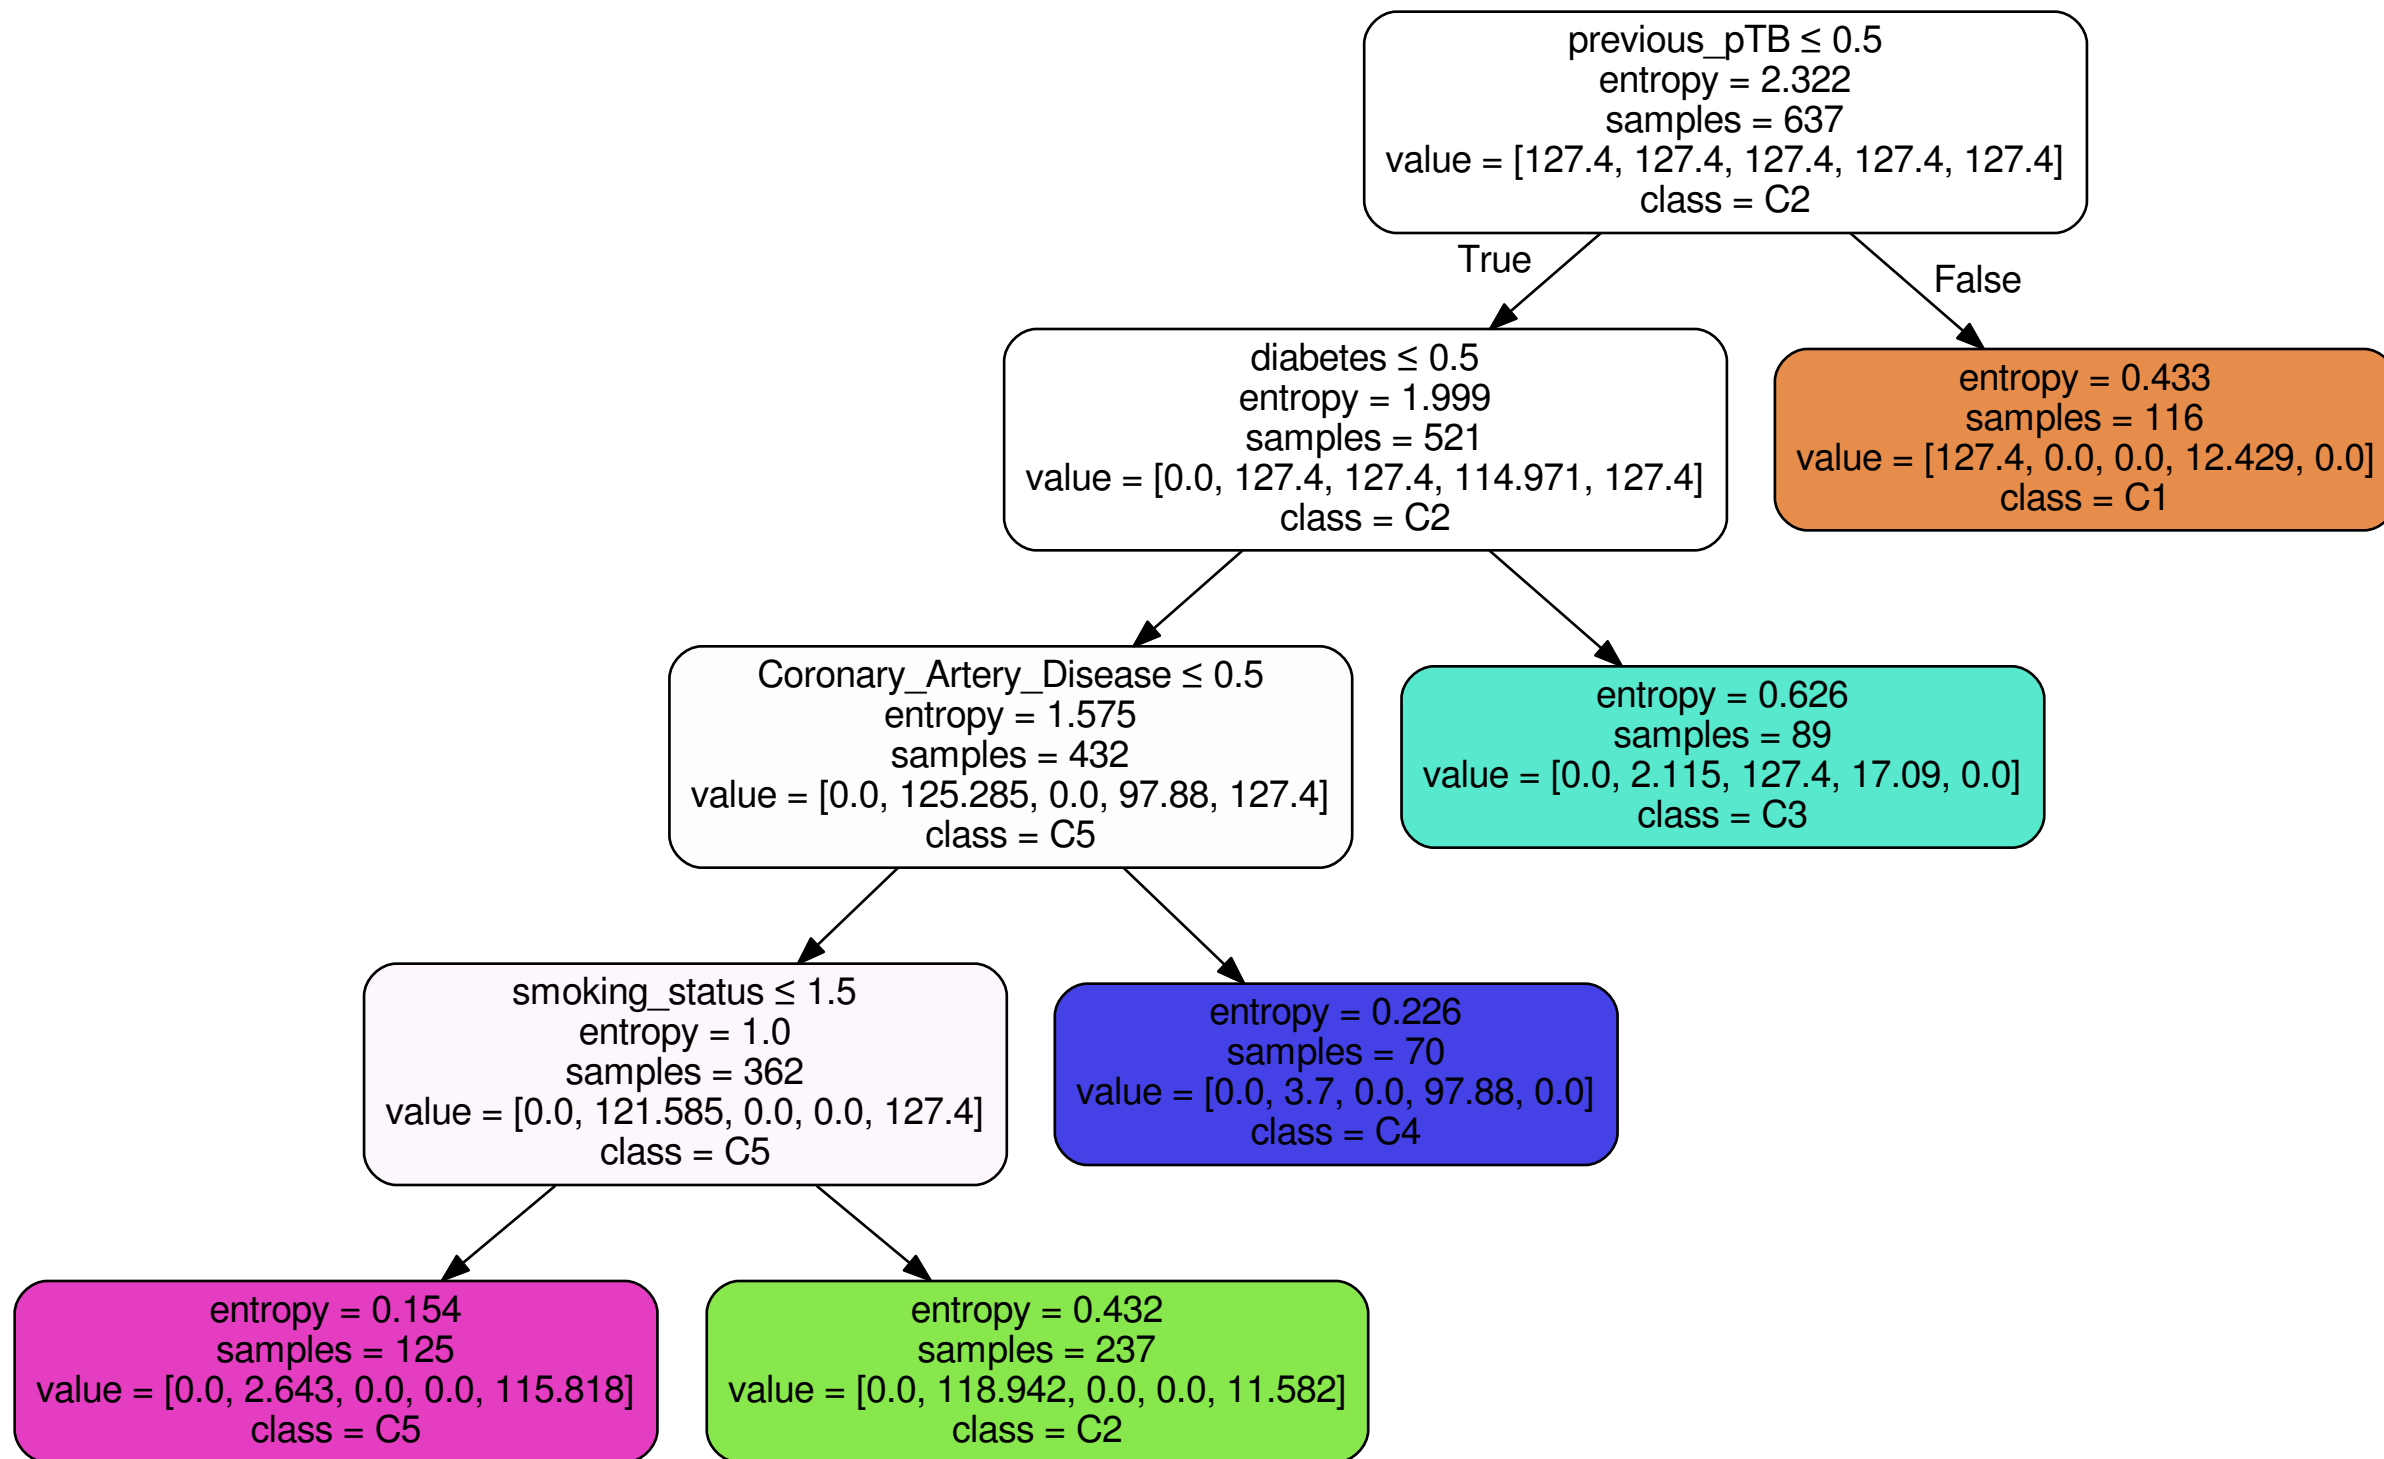 previous_pTB ≤ 0.5
entropy = 2.322
samples = 637
value = [127.4, 127.4, 127.4, 127.4, 127.4]
class = C2
True
False
diabetes ≤ 0.5
entropy = 1.999
samples = 521
value = [0.0, 127.4, 127.4, 114.971, 127.4]
class = C2
entropy = 0.433
samples = 116
value = [127.4, 0.0, 0.0, 12.429, 0.0]
class = C1
Coronary_Artery_Disease ≤ 0.5
entropy = 1.575
samples = 432
value = [0.0, 125.285, 0.0, 97.88, 127.4]
class = C5
entropy = 0.626
samples = 89
value = [0.0, 2.115, 127.4, 17.09, 0.0]
class = C3
smoking_status ≤ 1.5
entropy = 1.0
samples = 362
value = [0.0, 121.585, 0.0, 0.0, 127.4]
class = C5
entropy = 0.226
samples = 70
value = [0.0, 3.7, 0.0, 97.88, 0.0]
class = C4
entropy = 0.154
samples = 125
value = [0.0, 2.643, 0.0, 0.0, 115.818]
class = C5
entropy = 0.432
samples = 237
value = [0.0, 118.942, 0.0, 0.0, 11.582]
class = C2